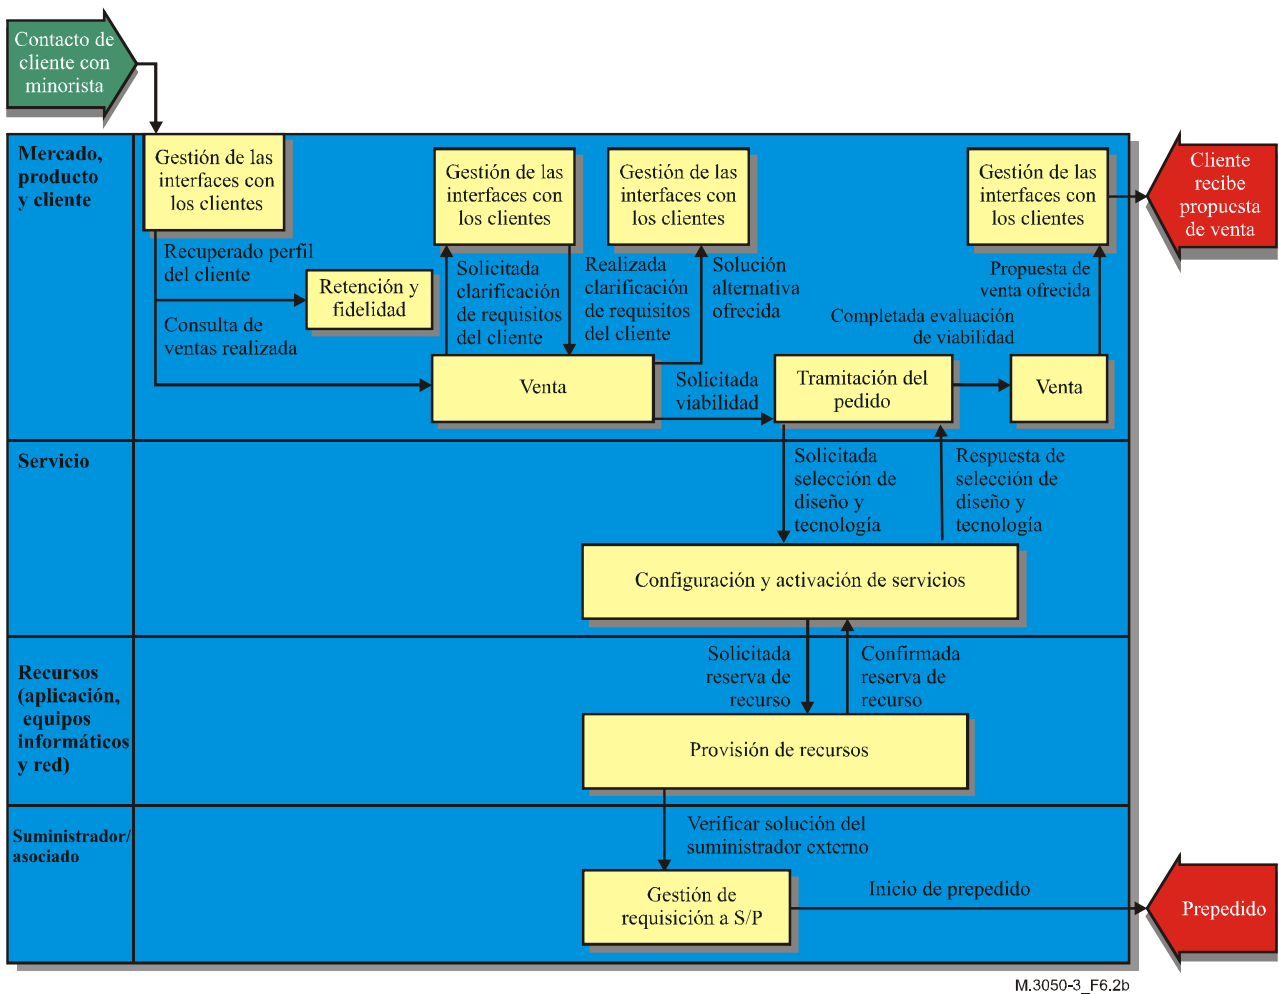 Contacto de
cliente con
minorista
Mercado,
producto
y cliente
Gestión de las
interfaces con
los clientes
Gestión de las
interfaces con
los clientes
Gestión de las
interfaces con
los clientes
Gestión de las
interfaces con
los clientes
Cliente
recibe
propuesta
de venta
Recuperado perfil
del cliente
Retención y
fidelidad
Consulta de
ventas realizada
Solicitada
clarificación
de requisitos
del cliente
Realizada
clarificación
de requisitos
del cliente
Solución
alternativa
ofrecida
Propuesta de
venta ofrecida
Completada evaluación
de viabilidad
Venta
Solicitada
viabilidad
Tramitación del
pedido
Venta
Servicio
Solicitada
selección de
diseño y
tecnología
Respuesta de
selección de
diseño y
tecnología
Configuración y activación de servicios
Recursos
(aplicación,
equipos
informáticos
y red)
Solicitada
reserva de
recurso
Confirmada
reserva de
recurso
Provisión de recursos
Suministrador/
asociado
Verificar solución del
suministrador externo
Gestión de
requisición a S/P
Inicio de prepedido
Prepedido
M.3050-3_F6.2b